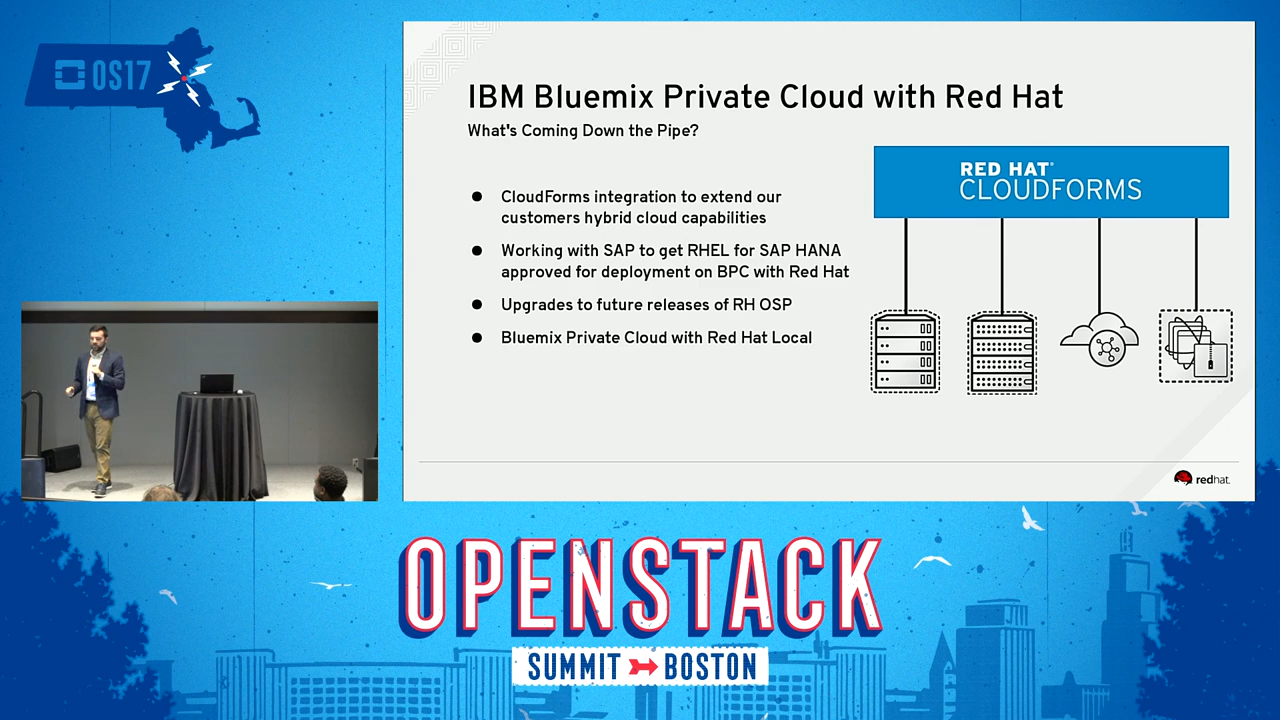 OS17
IBM Bluemix Private Cloud with Red Hat
What's Coming Down the Pipe?
CloudForms integration to extend our
customers hybrid cloud capabilities
Working with SAP to get RHEL for SAP HANA
approved for deployment on BPC with Red Hat
Upgrades to future releases of RH OSP
Bluemix Private Cloud with Red Hat Local
RED HAT®
CLOUDFORMS
redhat.
OPENSTACK
SUMMIT BOSTON